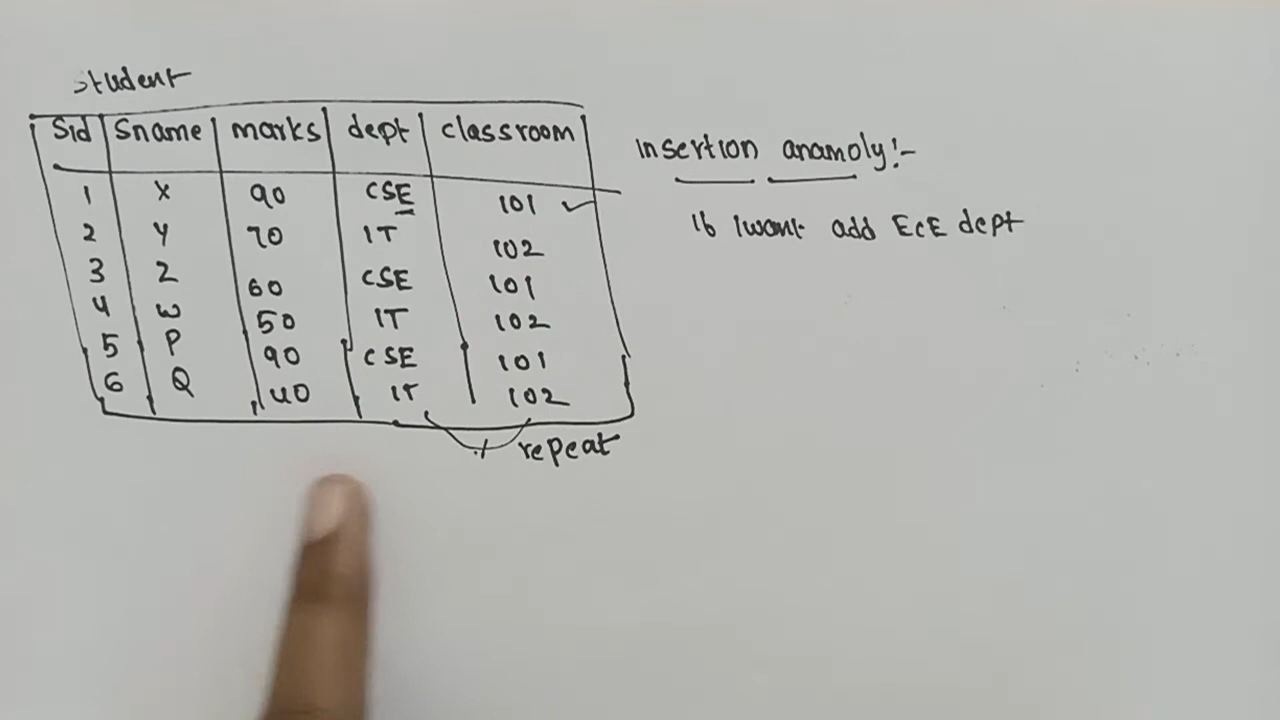 Student
Sid Sname marks dept classroom
1 X 90 CSE 101
2 Y 70 IT 102
3 Z 60 CSE 101
4 W 50 IT 102
5 P 90 CSE 101
6 Q 40 IT 102
repeat
Insertion anamoly:-
If I want add ECE dept